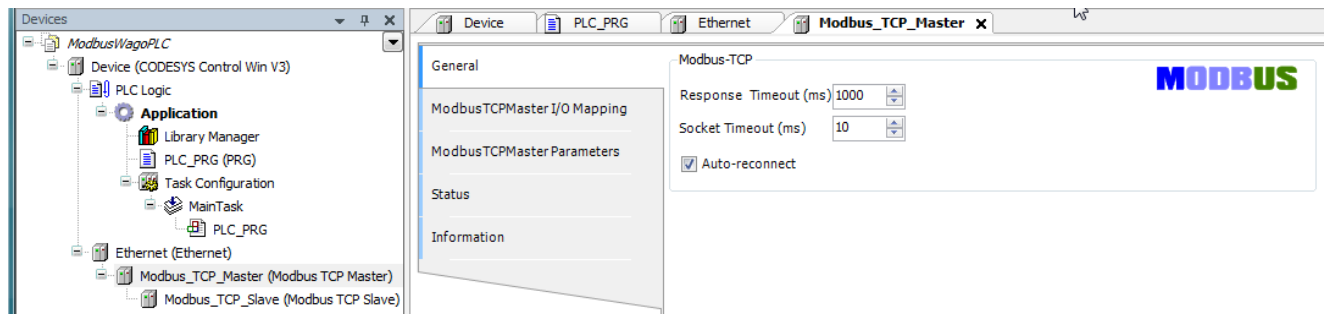 Devices
ModbusWagoPLC
Device (CODESYS Control Win V3)
PLC Logic
Application
Library Manager
PLC_PRG (PRG)
Task Configuration
MainTask
PLC_PRG
Ethernet (Ethernet)
Modbus_TCP_Master (Modbus TCP Master)
Modbus_TCP_Slave (Modbus TCP Slave)
Device PLC_PRG Ethernet Modbus_TCP_Master
General
ModbusTCPMaster I/O Mapping
ModbusTCPMaster Parameters
Status
Information
Modbus-TCP
Response Timeout (ms) 1000
Socket Timeout (ms) 10
Auto-reconnect
MODBUS